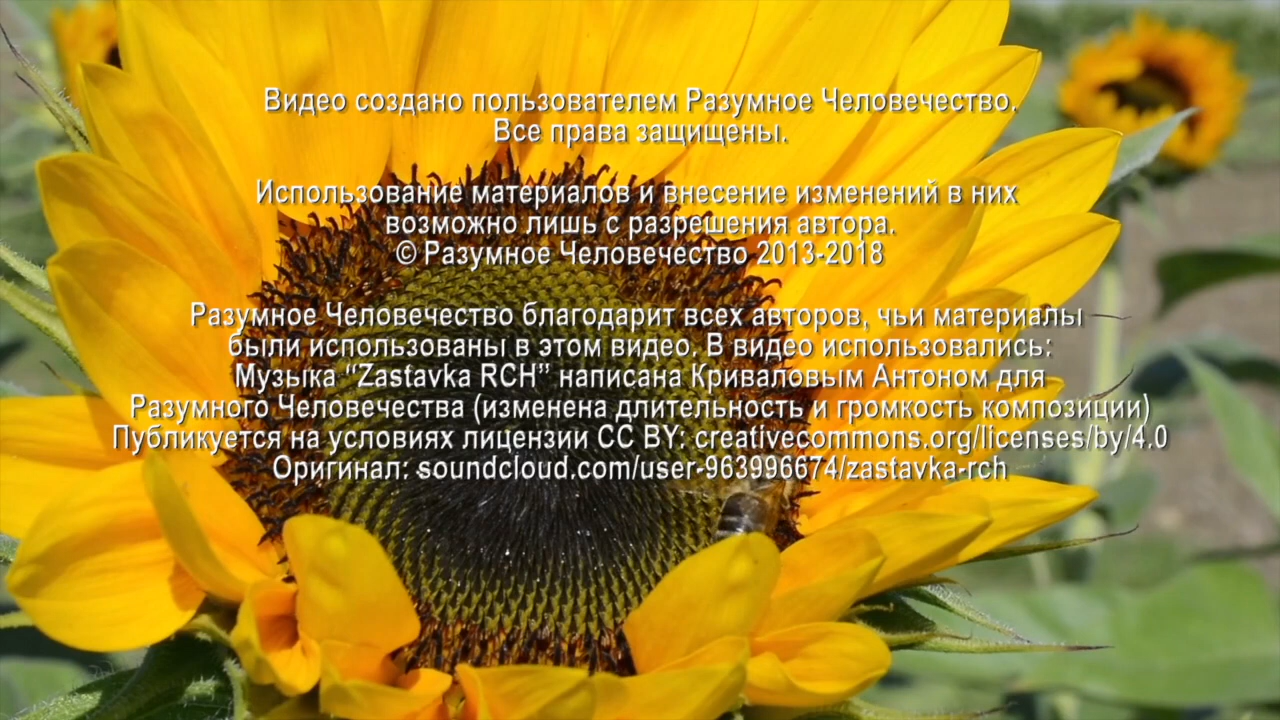 Видео создано пользователем Разумное Человечество.
Все права защищены.
Использование материалов и внесение изменений в них
возможно лишь с разрешения автора.
© Разумное Человечество 2013-2018
Разумное Человечество благодарит всех авторов, чьи материалы
были использованы в этом видео. В видео использовались:
Музыка “Zastavka RCH” написана Криваловым Антоном для
Разумного Человечества (изменена длительность и громкость композиции)
Публикуется на условиях лицензии CC BY: creativecommons.org/licenses/by/4.0
Оригинал: soundcloud.com/user-963996674/zastavka-rch